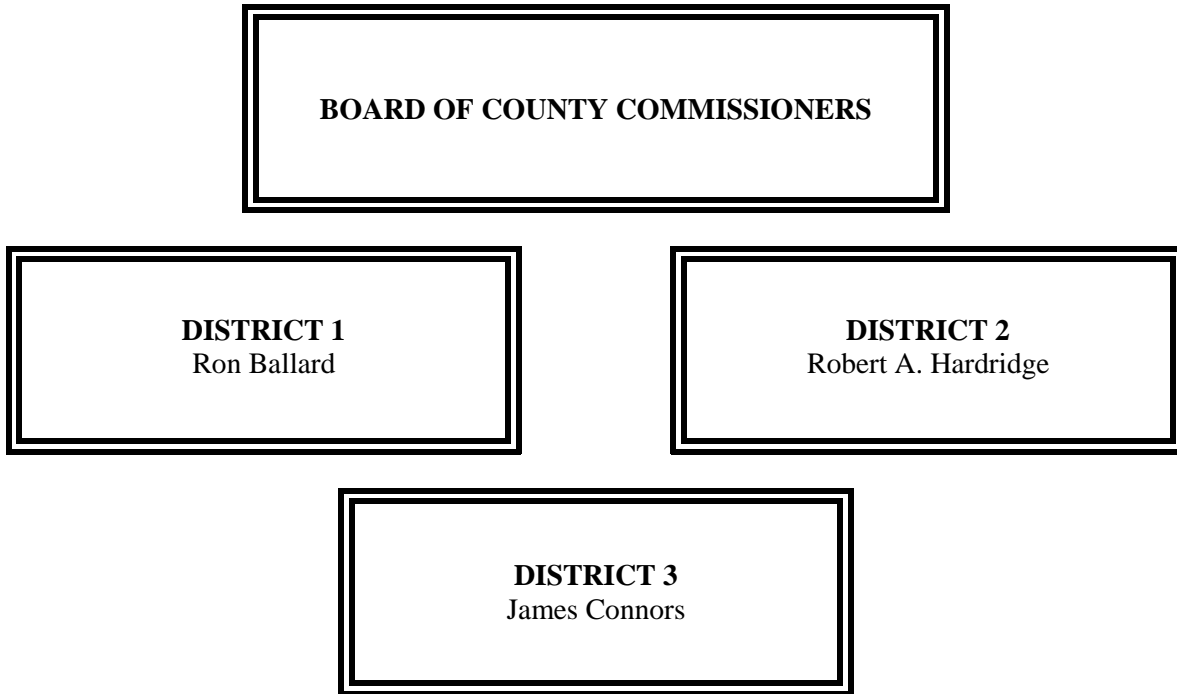 BOARD OF COUNTY COMMISSIONERS
DISTRICT 1
Ron Ballard
DISTRICT 2
Robert A. Hardridge
DISTRICT 3
James Connors